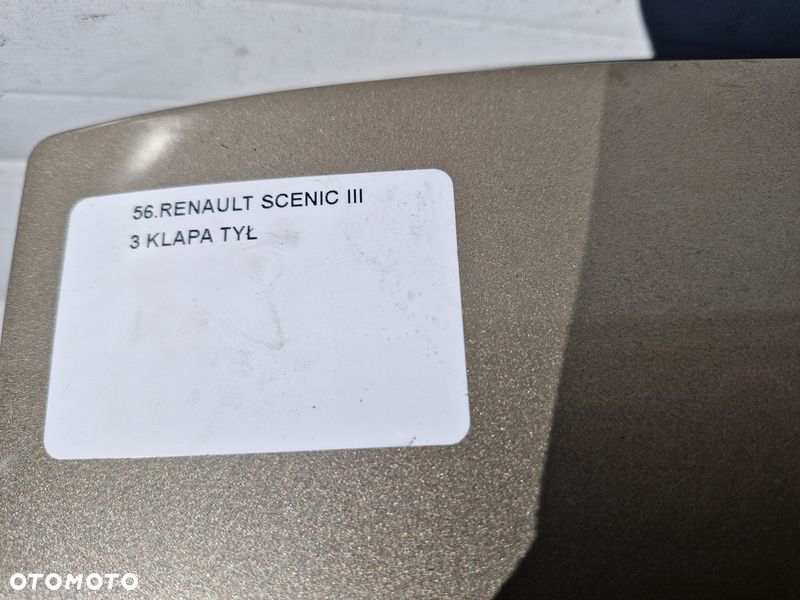 56.RENAULT SCENIC III
3 KLAPA TYŁ
OTOMOTO